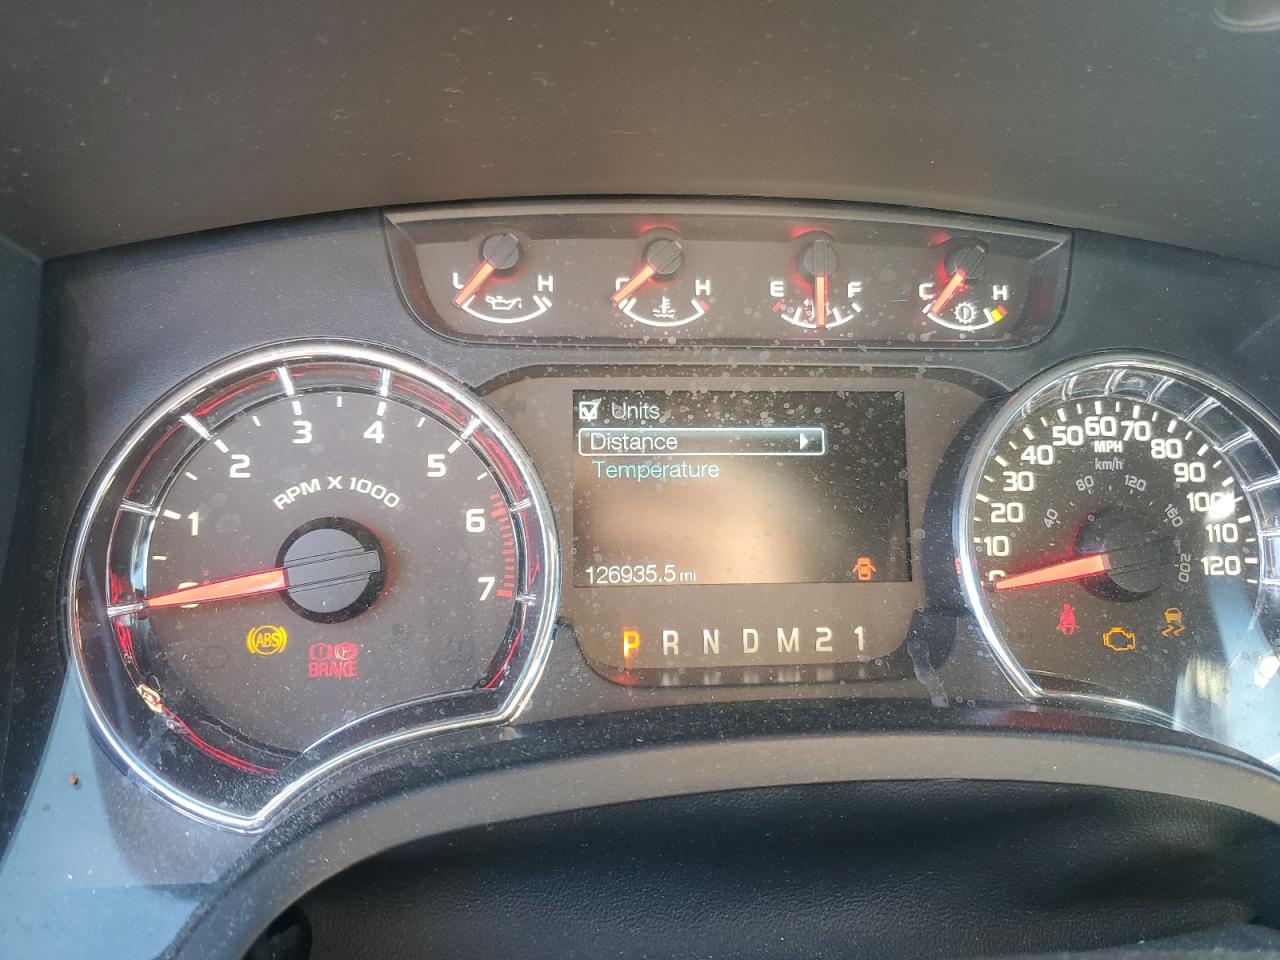 L H
C H
E F
C H
1 2 3 4 5 6 7
RPM X 1000
ABS
BRAKE
Units
Distance
Temperature
126935.5 mi
P R N D M 2 1
0 10 20 30 40 50 60 70 80 90 100 120
MPH
km/h
40 80 120 160 200